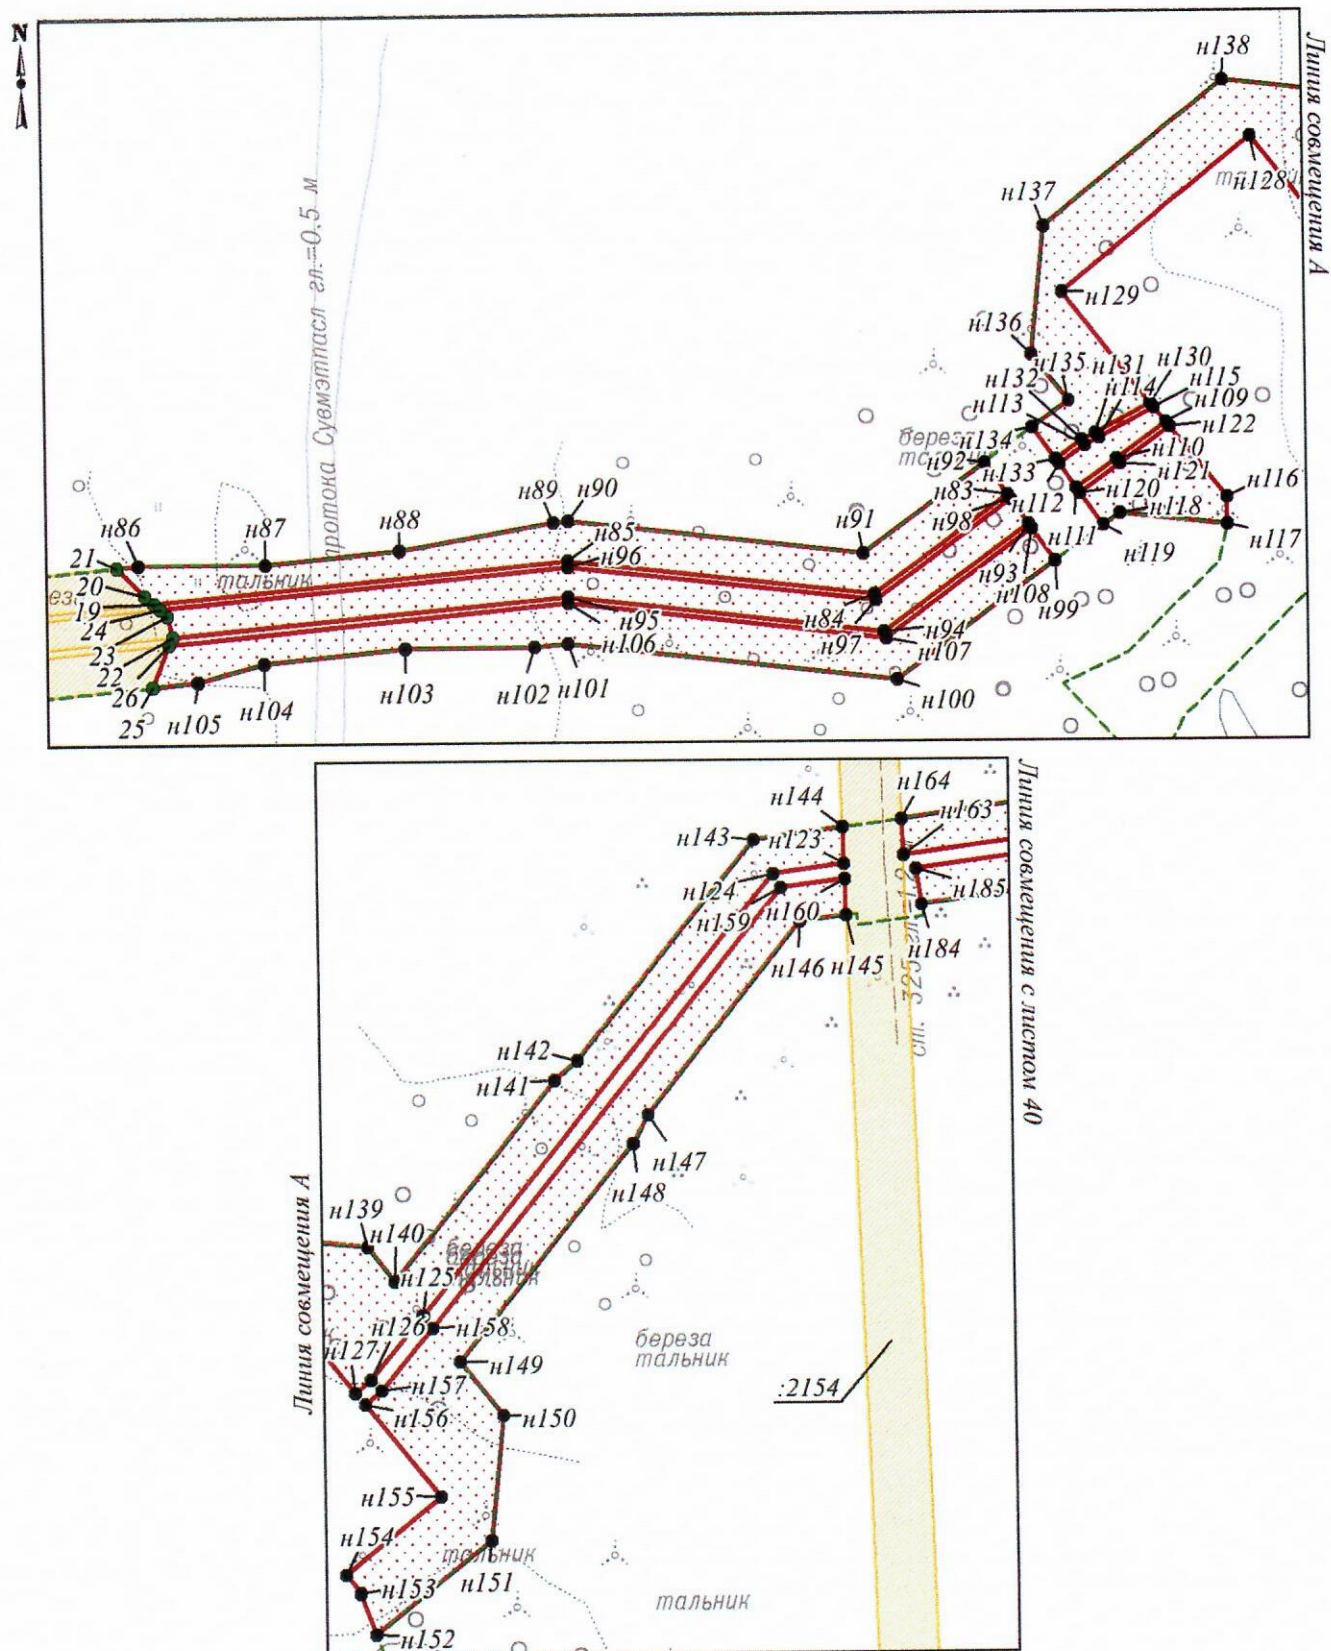 N
н138
Линия совмещения А
протока Сувмэтпасл гл.=0,5 м
н128
н137
н129
н136
н135
н131
н130
н132
н114
н115
н113
н109
береза
н134
н122
н92
н133
н110
н83
н121
н116
н89
н90
н98
н112
н120
н118
н86
н87
н88
н85
н91
н111
н119
н117
21
н96
н93
20
тальник
н108
н99
19
24
н84
н95
н94
23
н97
н106
н107
22
н103
н102
н101
н100
26
н104
25
н105
н144
н164
Линия совмещения с листом 40
н143
н123
н163
н124
н185
н159
н160
н184
н146
н145
ст. 325
н142
н141
н147
н148
Линия совмещения А
н139
н140
береза
тальник
н125
н126
н158
н127
н149
береза
тальник
н157
:2154
н156
н150
н155
н154
тальник
н153
н151
тальник
н152